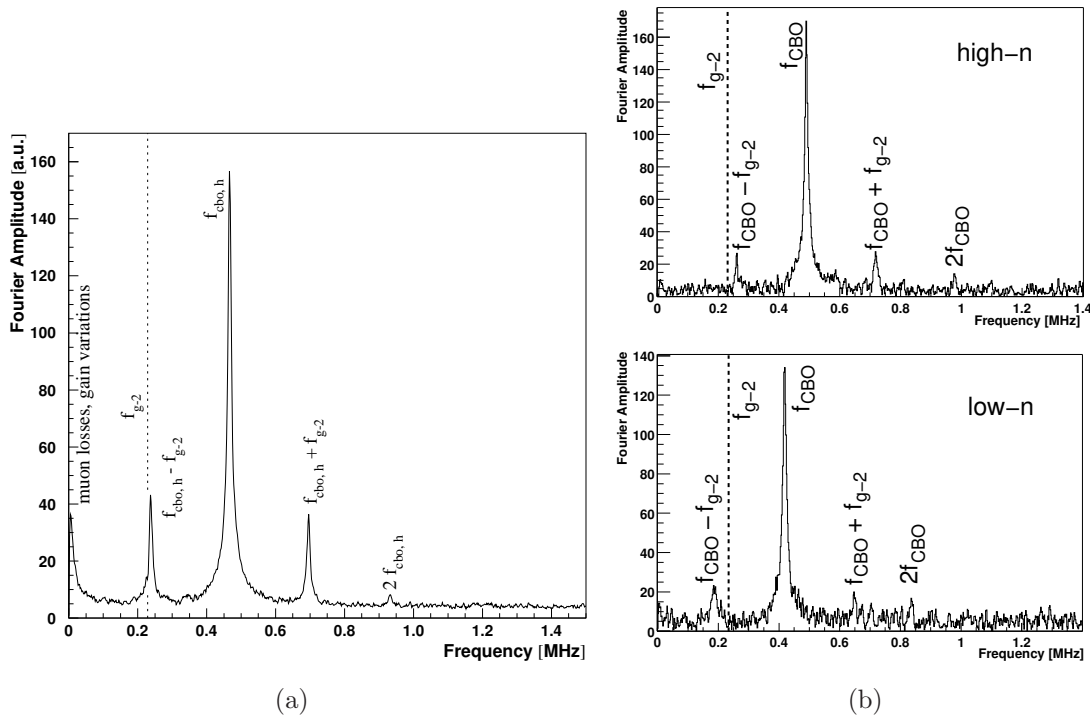 Fourier Amplitude [a.u.]
160
140
120
100
80
60
40
20
0
muon losses, gain variations
f_g-2
f_cbo, h - f_g-2
f_cbo, h
f_cbo, h + f_g-2
2 f_cbo, h
0 0.2 0.4 0.6 0.8 1 1.2 1.4
Frequency [MHz]
(a)
Fourier Amplitude
160
140
120
100
80
60
40
20
0
f_g−2
f_CBO − f_g−2
f_CBO
f_CBO + f_g−2
2f_CBO
high−n
0 0.2 0.4 0.6 0.8 1 1.2 1.4
Frequency [MHz]
Fourier Amplitude
140
120
100
80
60
40
20
0
f_CBO − f_g−2
f_g−2
f_CBO
f_CBO + f_g−2
2f_CBO
low−n
0 0.2 0.4 0.6 0.8 1 1.2
Frequency [MHz]
(b)